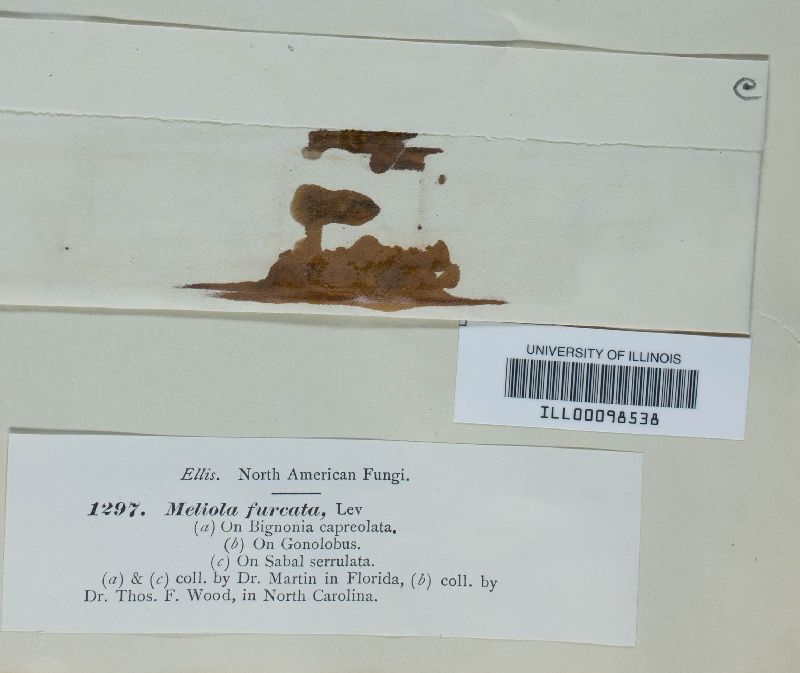 c
UNIVERSITY OF ILLINOIS
ILL00098538
Ellis. North American Fungi.
1297. Meliola furcata, Lev
(a) On Bignonia capreolata.
(b) On Gonolobus.
(c) On Sabal serrulata.
(a) & (c) coll. by Dr. Martin in Florida, (b) coll. by
Dr. Thos. F. Wood, in North Carolina.